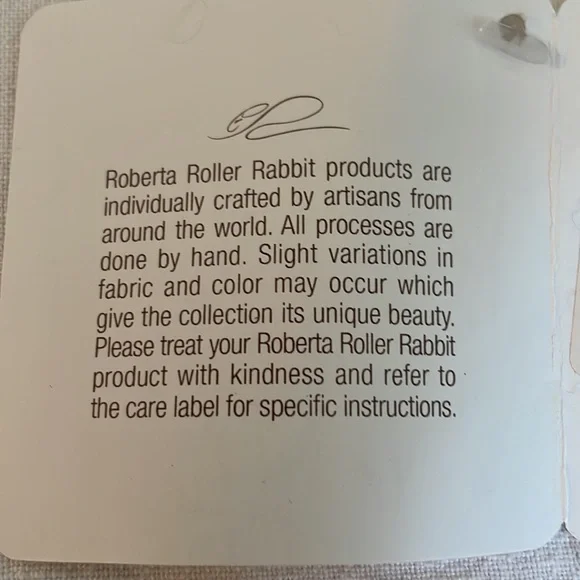 Roberta Roller Rabbit products are
individually crafted by artisans from
around the world. All processes are
done by hand. Slight variations in
fabric and color may occur which
give the collection its unique beauty.
Please treat your Roberta Roller Rabbit
product with kindness and refer to
the care label for specific instructions.